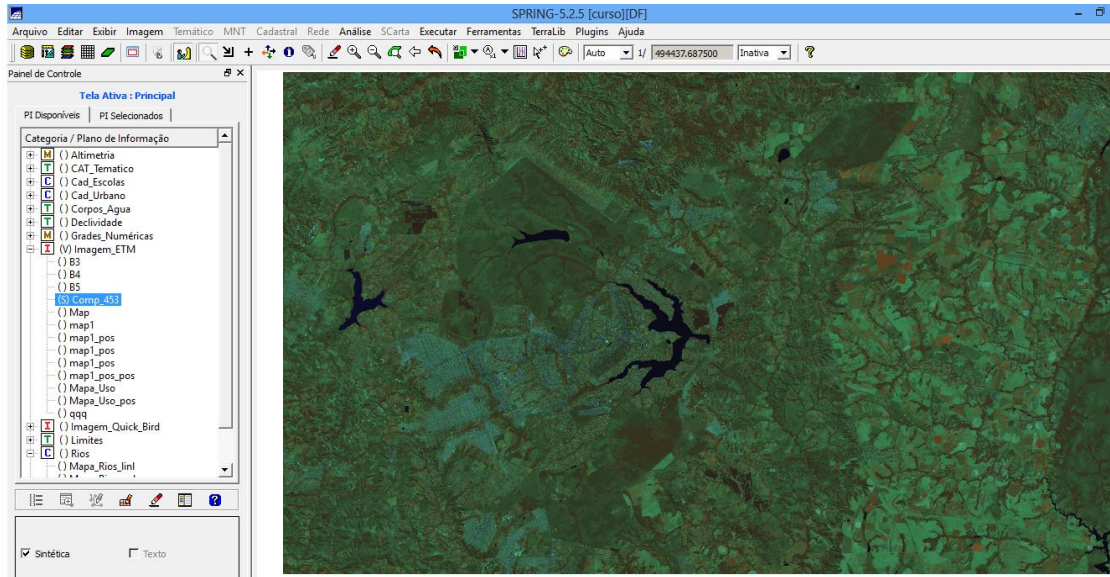 SPRING-5.2.5 [curso][DF]
Arquivo Editar Exibir Imagem Temático MNT Cadastral Rede Análise SCarta Executar Ferramentas TerraLib Plugins Ajuda
Auto 1/ 494437.687500 Inativa
Painel de Controle
Tela Ativa : Principal
PI Disponíveis PI Selecionados
Categoria / Plano de Informação
M () Altimetria
T () CAT_Tematico
C () Cad_Escolas
C () Cad_Urbano
T () Corpos_Agua
T () Declividade
M () Grades_Numéricas
I (V) Imagem_ETM
() B3
() B4
() B5
(S) Comp_453
() Map
() map1
() map1_pos
() map1_pos
() map1_pos
() map1_pos_pos
() Mapa_Uso
() Mapa_Uso_pos
() qqq
I () Imagem_Quick_Bird
T () Limites
C () Rios
() Mapa_Rios_linI
Sintética Texto